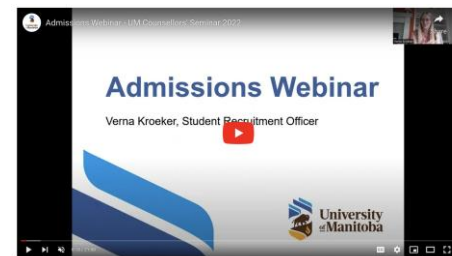 Admissions Webinar - UM Counsellors' Seminar 2022
Admissions Webinar
Verna Kroeker, Student Recruitment Officer
University
of Manitoba